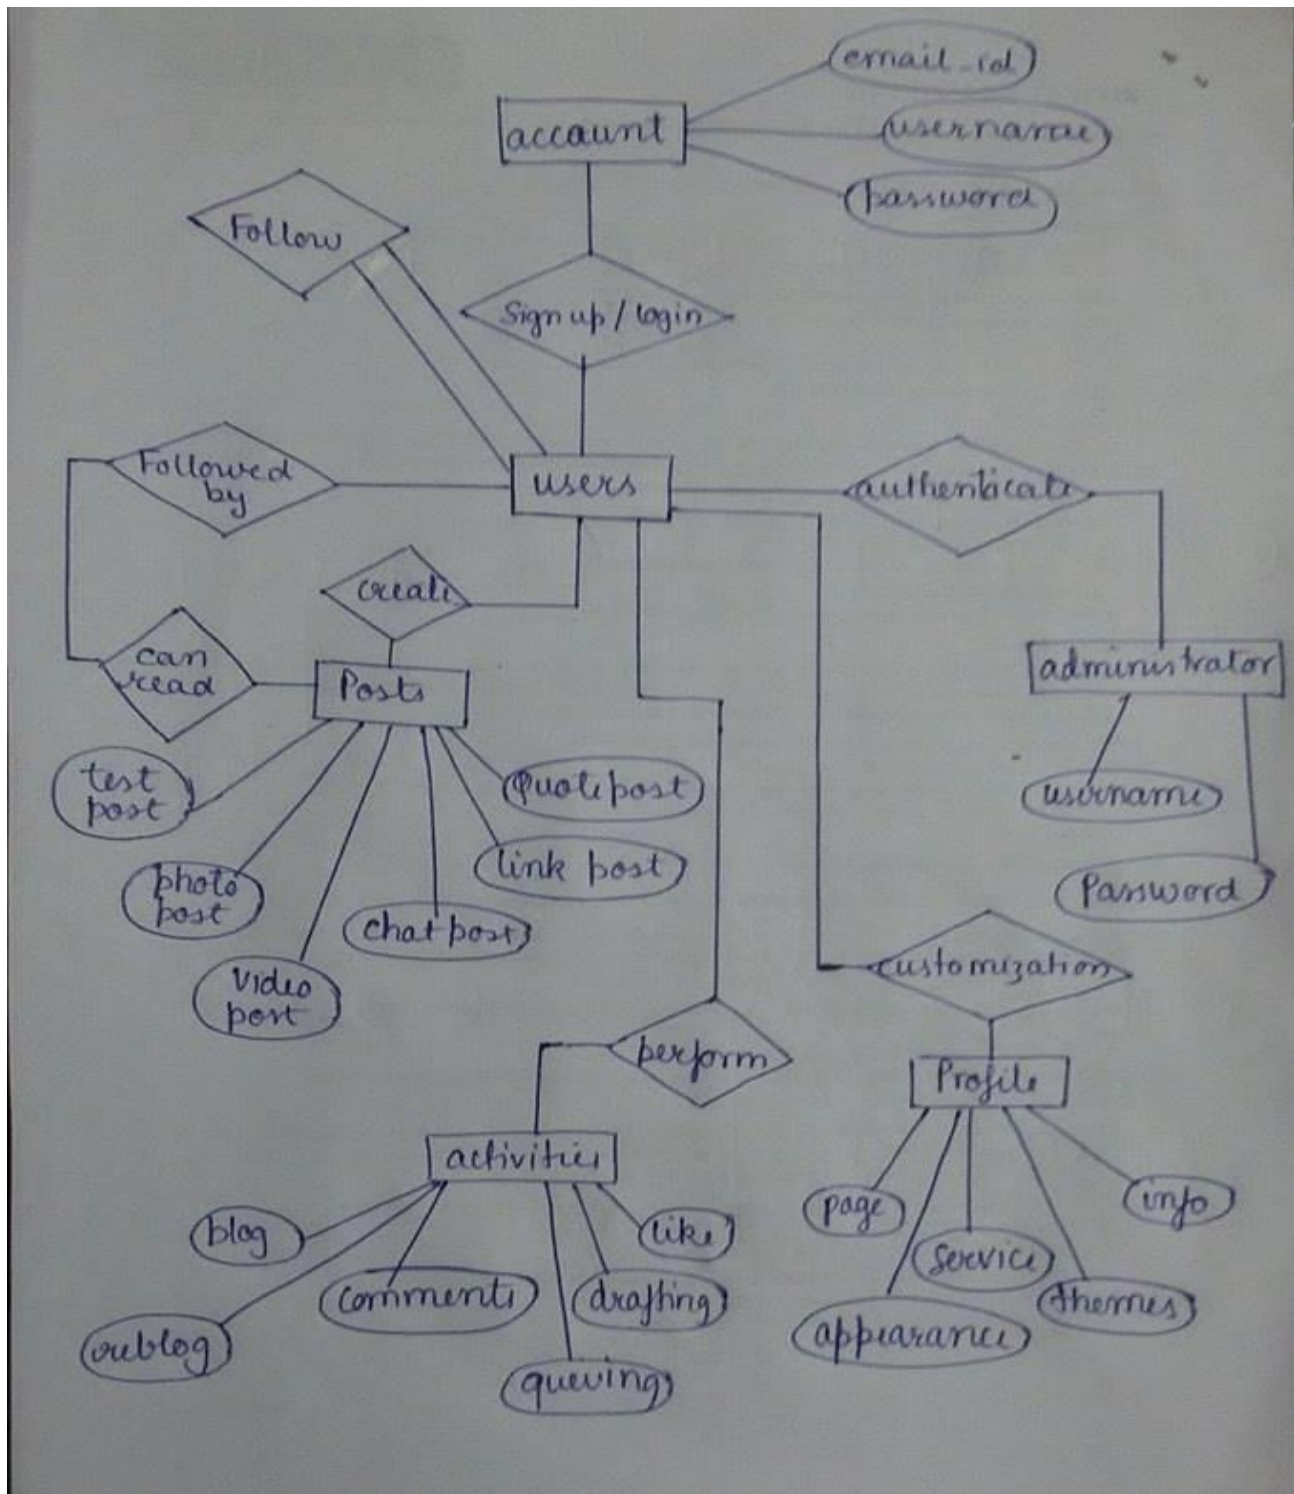 email_id
account
username
password
Follow
Sign up / login
Followed
by
users
authenticate
create
can
read
Posts
administrator
test
post
Quote post
username
link post
photo
post
chat post
Password
video
post
customization
perform
Profile
activities
page
info
blog
like
service
comments
drafting
themes
reblog
appearance
queuing